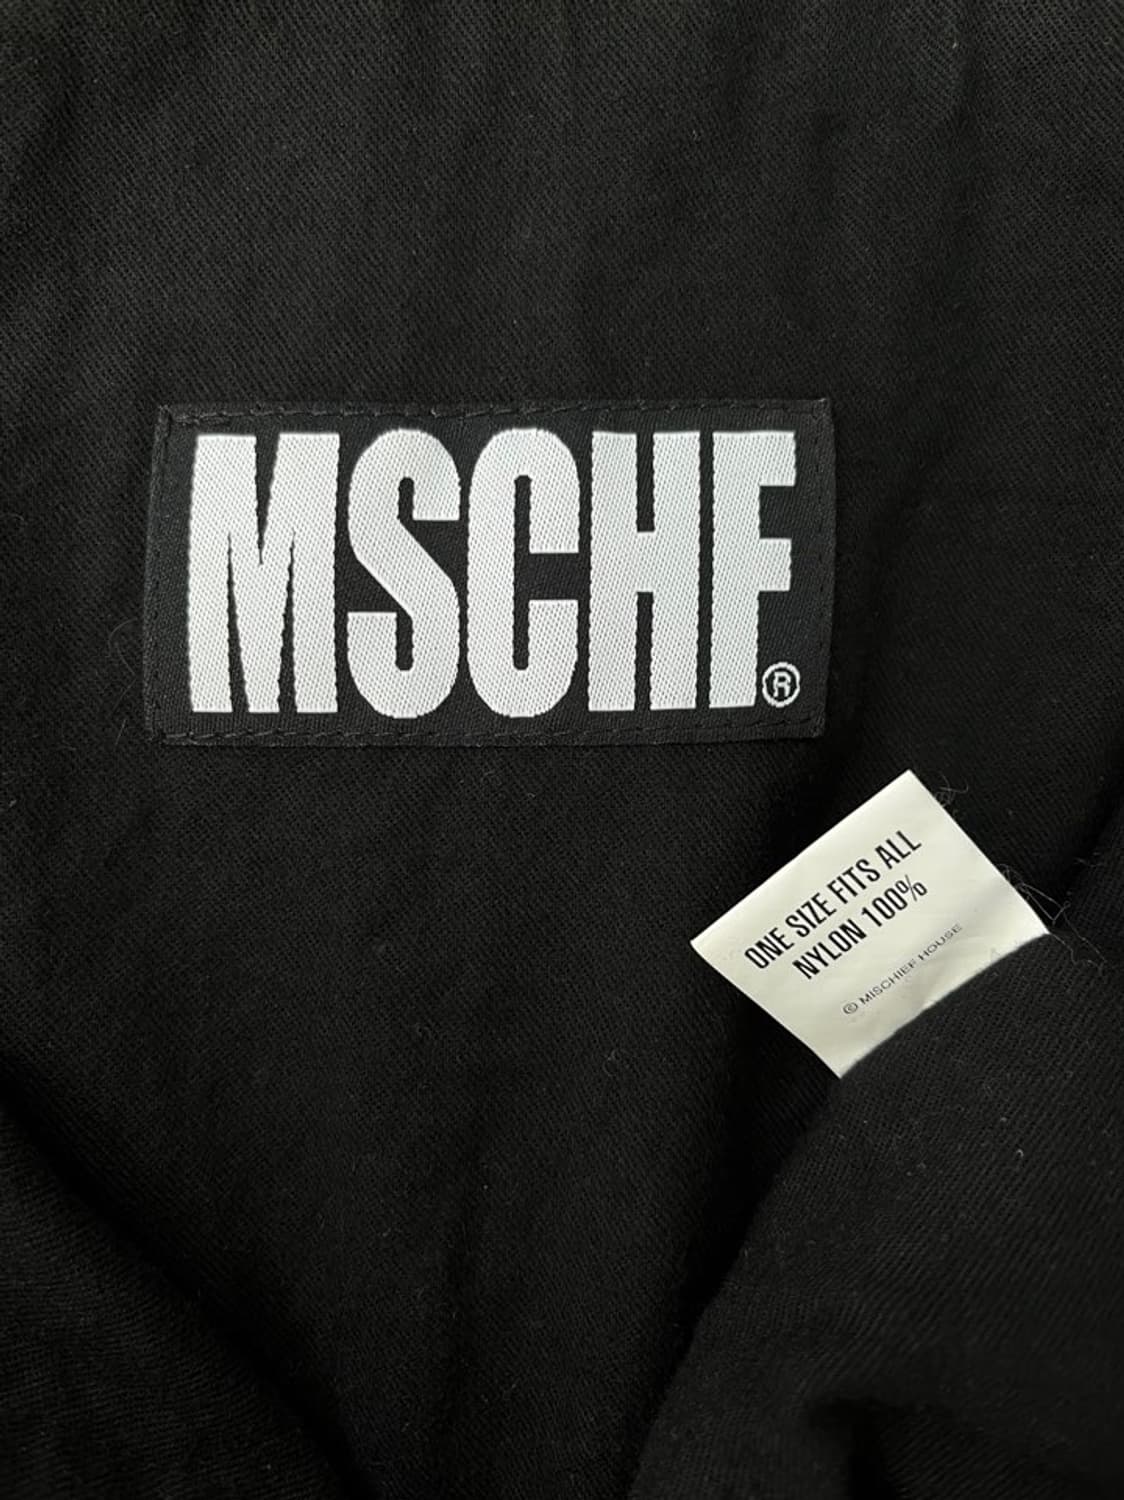 MSCHF®
ONE SIZE FITS ALL
NYLON 100%
© MISCHIEF HOUSE